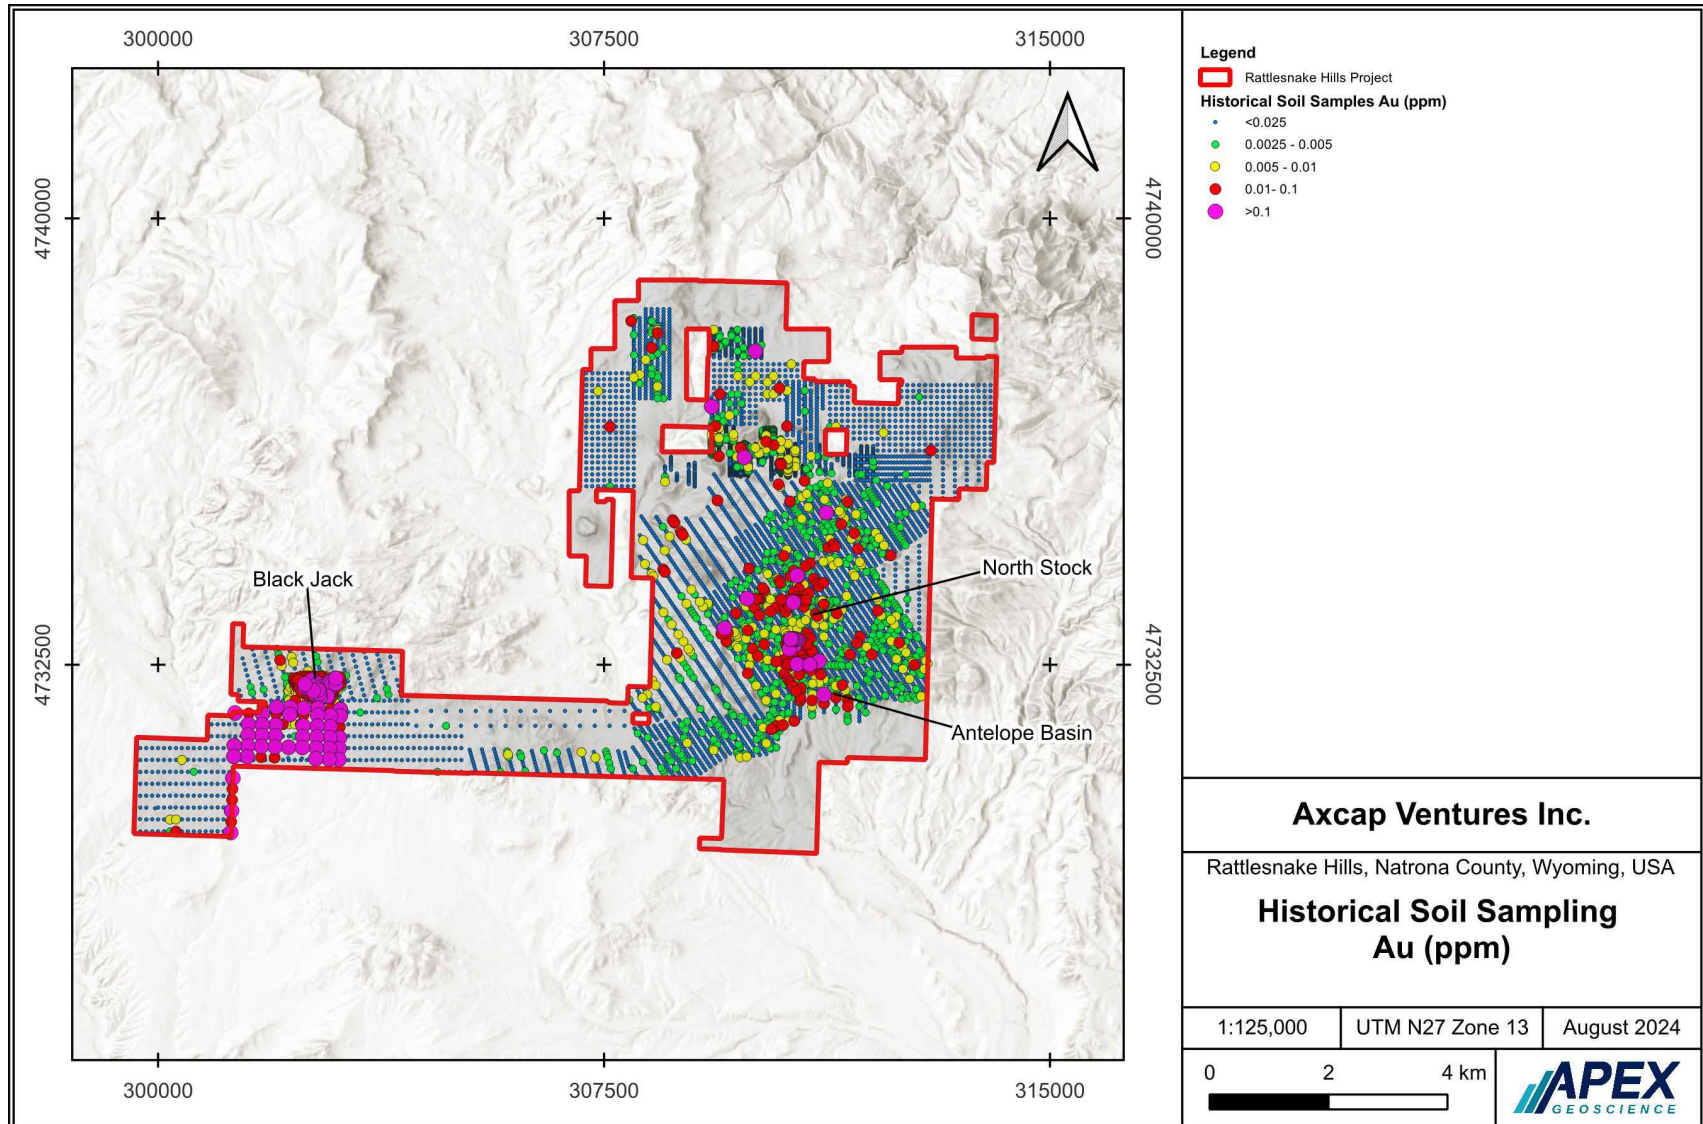 300000
307500
315000
4740000
4740000
4732500
4732500
Black Jack
North Stock
Antelope Basin
300000
307500
315000
Legend
Rattlesnake Hills Project
Historical Soil Samples Au (ppm)
<0.025
0.0025 - 0.005
0.005 - 0.01
0.01- 0.1
>0.1
Axcap Ventures Inc.
Rattlesnake Hills, Natrona County, Wyoming, USA
Historical Soil Sampling
Au (ppm)
1:125,000
UTM N27 Zone 13
August 2024
0 2 4 km
APEX
GEOSCIENCE